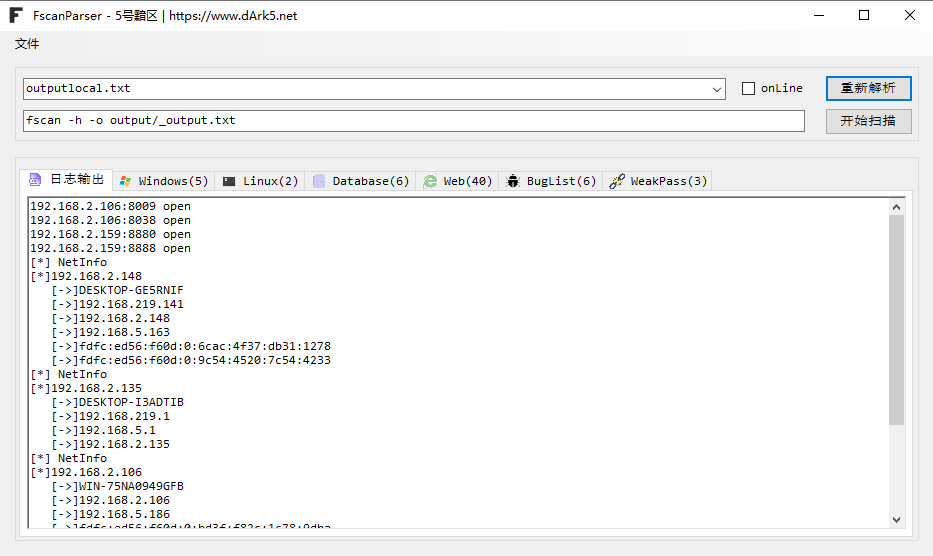 FscanParser - 5号黯区 | https://www.dArk5.net
文件
outputlocal.txt
onLine
重新解析
fscan -h -o output/_output.txt
开始扫描
日志输出 Windows(5) Linux(2) Database(6) Web(40) BugList(6) WeakPass(3)
192.168.2.106:8009 open
192.168.2.106:8038 open
192.168.2.159:8880 open
192.168.2.159:8888 open
[*] NetInfo
[*]192.168.2.148
[->]DESKTOP-GE5RNIF
[->]192.168.219.141
[->]192.168.2.148
[->]192.168.5.163
[->]fdfc:ed56:f60d:0:6cac:4f37:db31:1278
[->]fdfc:ed56:f60d:0:9c54:4520:7c54:4233
[*] NetInfo
[*]192.168.2.135
[->]DESKTOP-I3ADTIB
[->]192.168.219.1
[->]192.168.5.1
[->]192.168.2.135
[*] NetInfo
[*]192.168.2.106
[->]WIN-75NA0949GFB
[->]192.168.2.106
[->]192.168.5.186